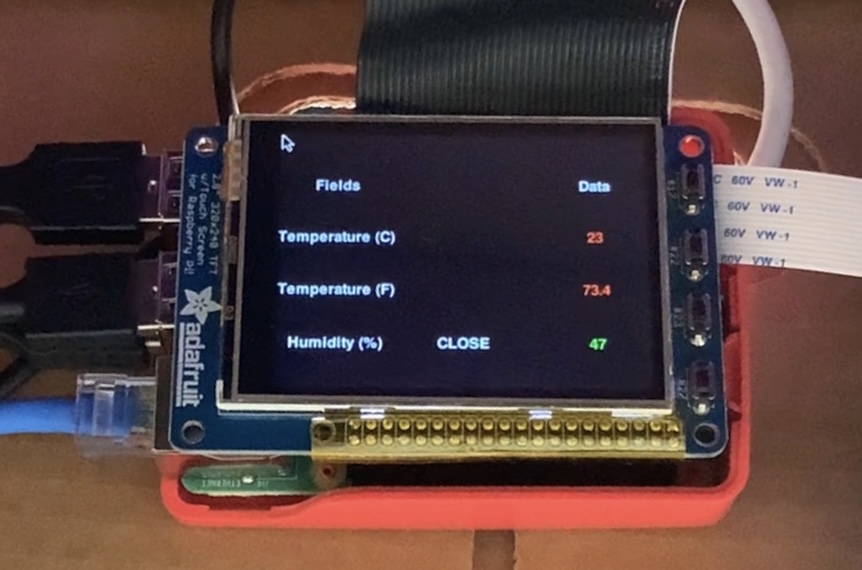 Fields Data
Temperature (C) 23
Temperature (F) 73.4
Humidity (%) CLOSE 47
2.8" 320x240 TFT
w/Touch Screen
for Raspberry Pi!
adafruit
C 60V VW-1
60V VW-1
60V VW-1
60V VW-1
ETHERNET